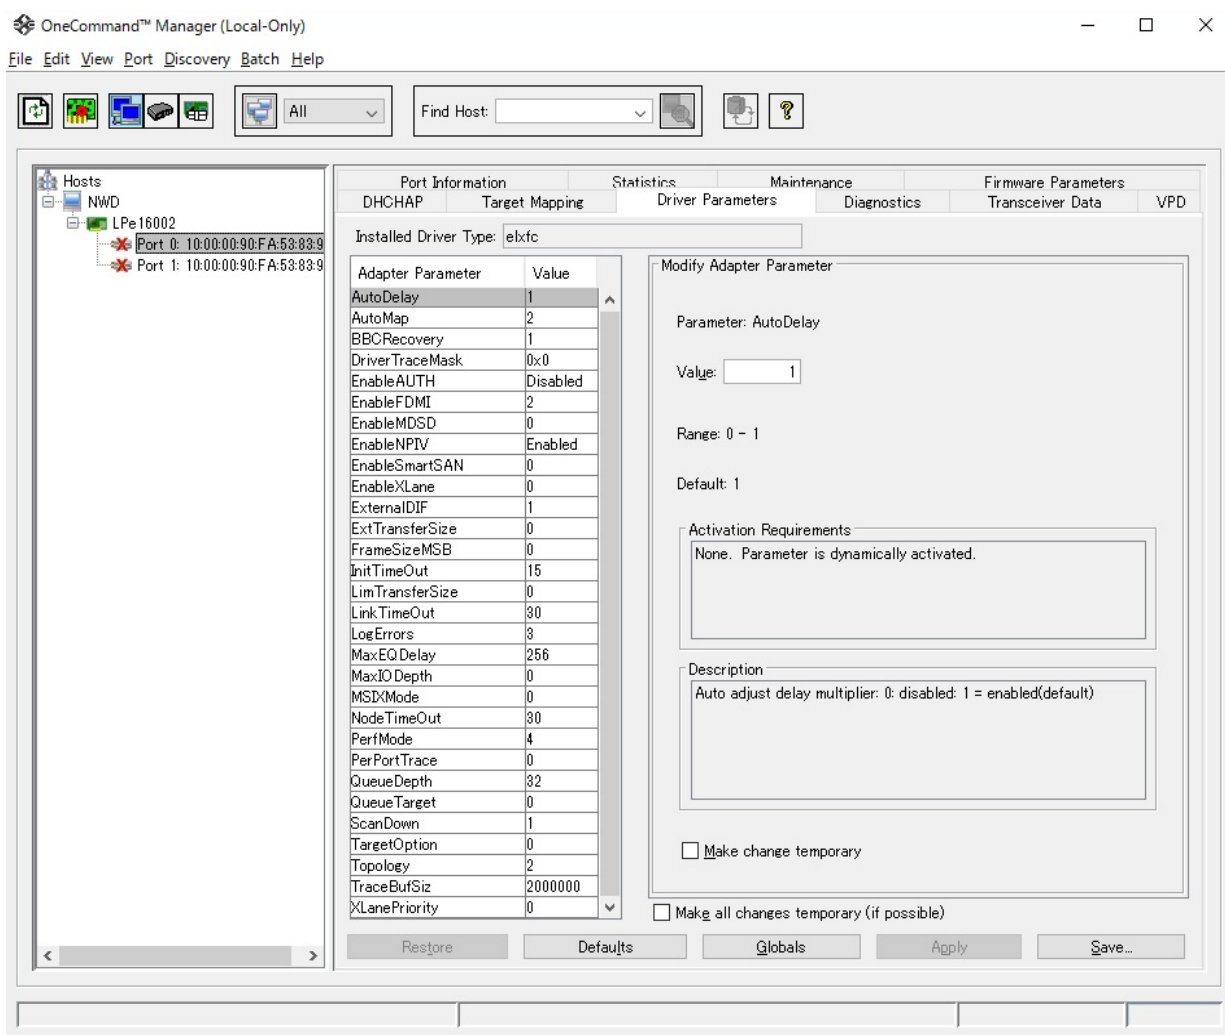 OneCommand™ Manager (Local-Only)
File Edit View Port Discovery Batch Help
All
Find Host:
Hosts
NWD
LPe16002
Port 0: 10:00:00:90:FA:53:83:9
Port 1: 10:00:00:90:FA:53:83:9
Port Information Statistics Maintenance Firmware Parameters
DHCHAP Target Mapping Driver Parameters Diagnostics Transceiver Data VPD
Installed Driver Type: elxfc
Adapter Parameter Value
AutoDelay 1
AutoMap 2
BBCRecovery 1
DriverTraceMask 0x0
EnableAUTH Disabled
EnableFDMI 2
EnableMDSD 0
EnableNPIV Enabled
EnableSmartSAN 0
EnableXLane 0
ExternalDIF 1
ExtTransferSize 0
FrameSizeMSB 0
InitTimeOut 15
LimTransferSize 0
LinkTimeOut 30
LogErrors 3
MaxEQDelay 256
MaxIODepth 0
MSIXMode 0
NodeTimeOut 30
PerfMode 4
PerPortTrace 0
QueueDepth 32
QueueTarget 0
ScanDown 1
TargetOption 0
Topology 2
TraceBufSiz 2000000
XLanePriority 0
Modify Adapter Parameter
Parameter: AutoDelay
Value: 1
Range: 0 - 1
Default: 1
Activation Requirements
None. Parameter is dynamically activated.
Description
Auto adjust delay multiplier: 0: disabled: 1 = enabled(default)
Make change temporary
Make all changes temporary (if possible)
Restore Defaults Globals Apply Save...